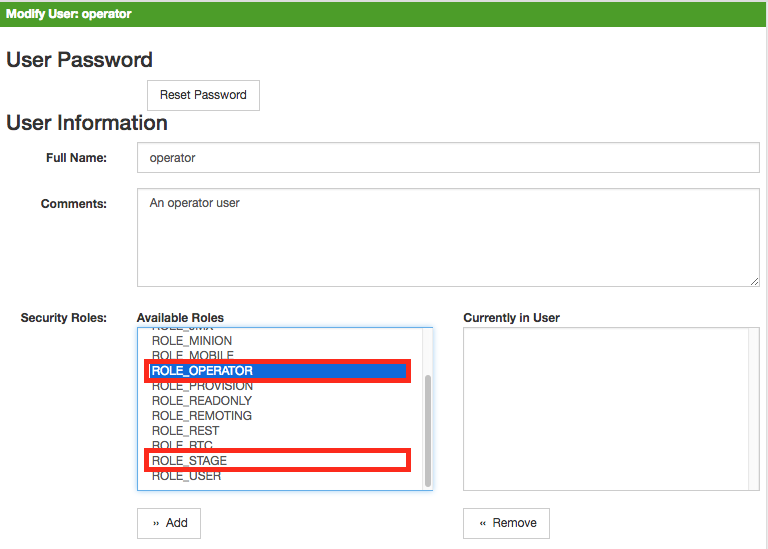 Modify User: operator
User Password
Reset Password
User Information
Full Name: operator
Comments: An operator user
Security Roles: Available Roles Currently in User
ROLE_JMX
ROLE_MINION
ROLE_MOBILE
ROLE_OPERATOR
ROLE_PROVISION
ROLE_READONLY
ROLE_REMOTING
ROLE_REST
ROLE_RTC
ROLE_STAGE
ROLE_USER
» Add « Remove